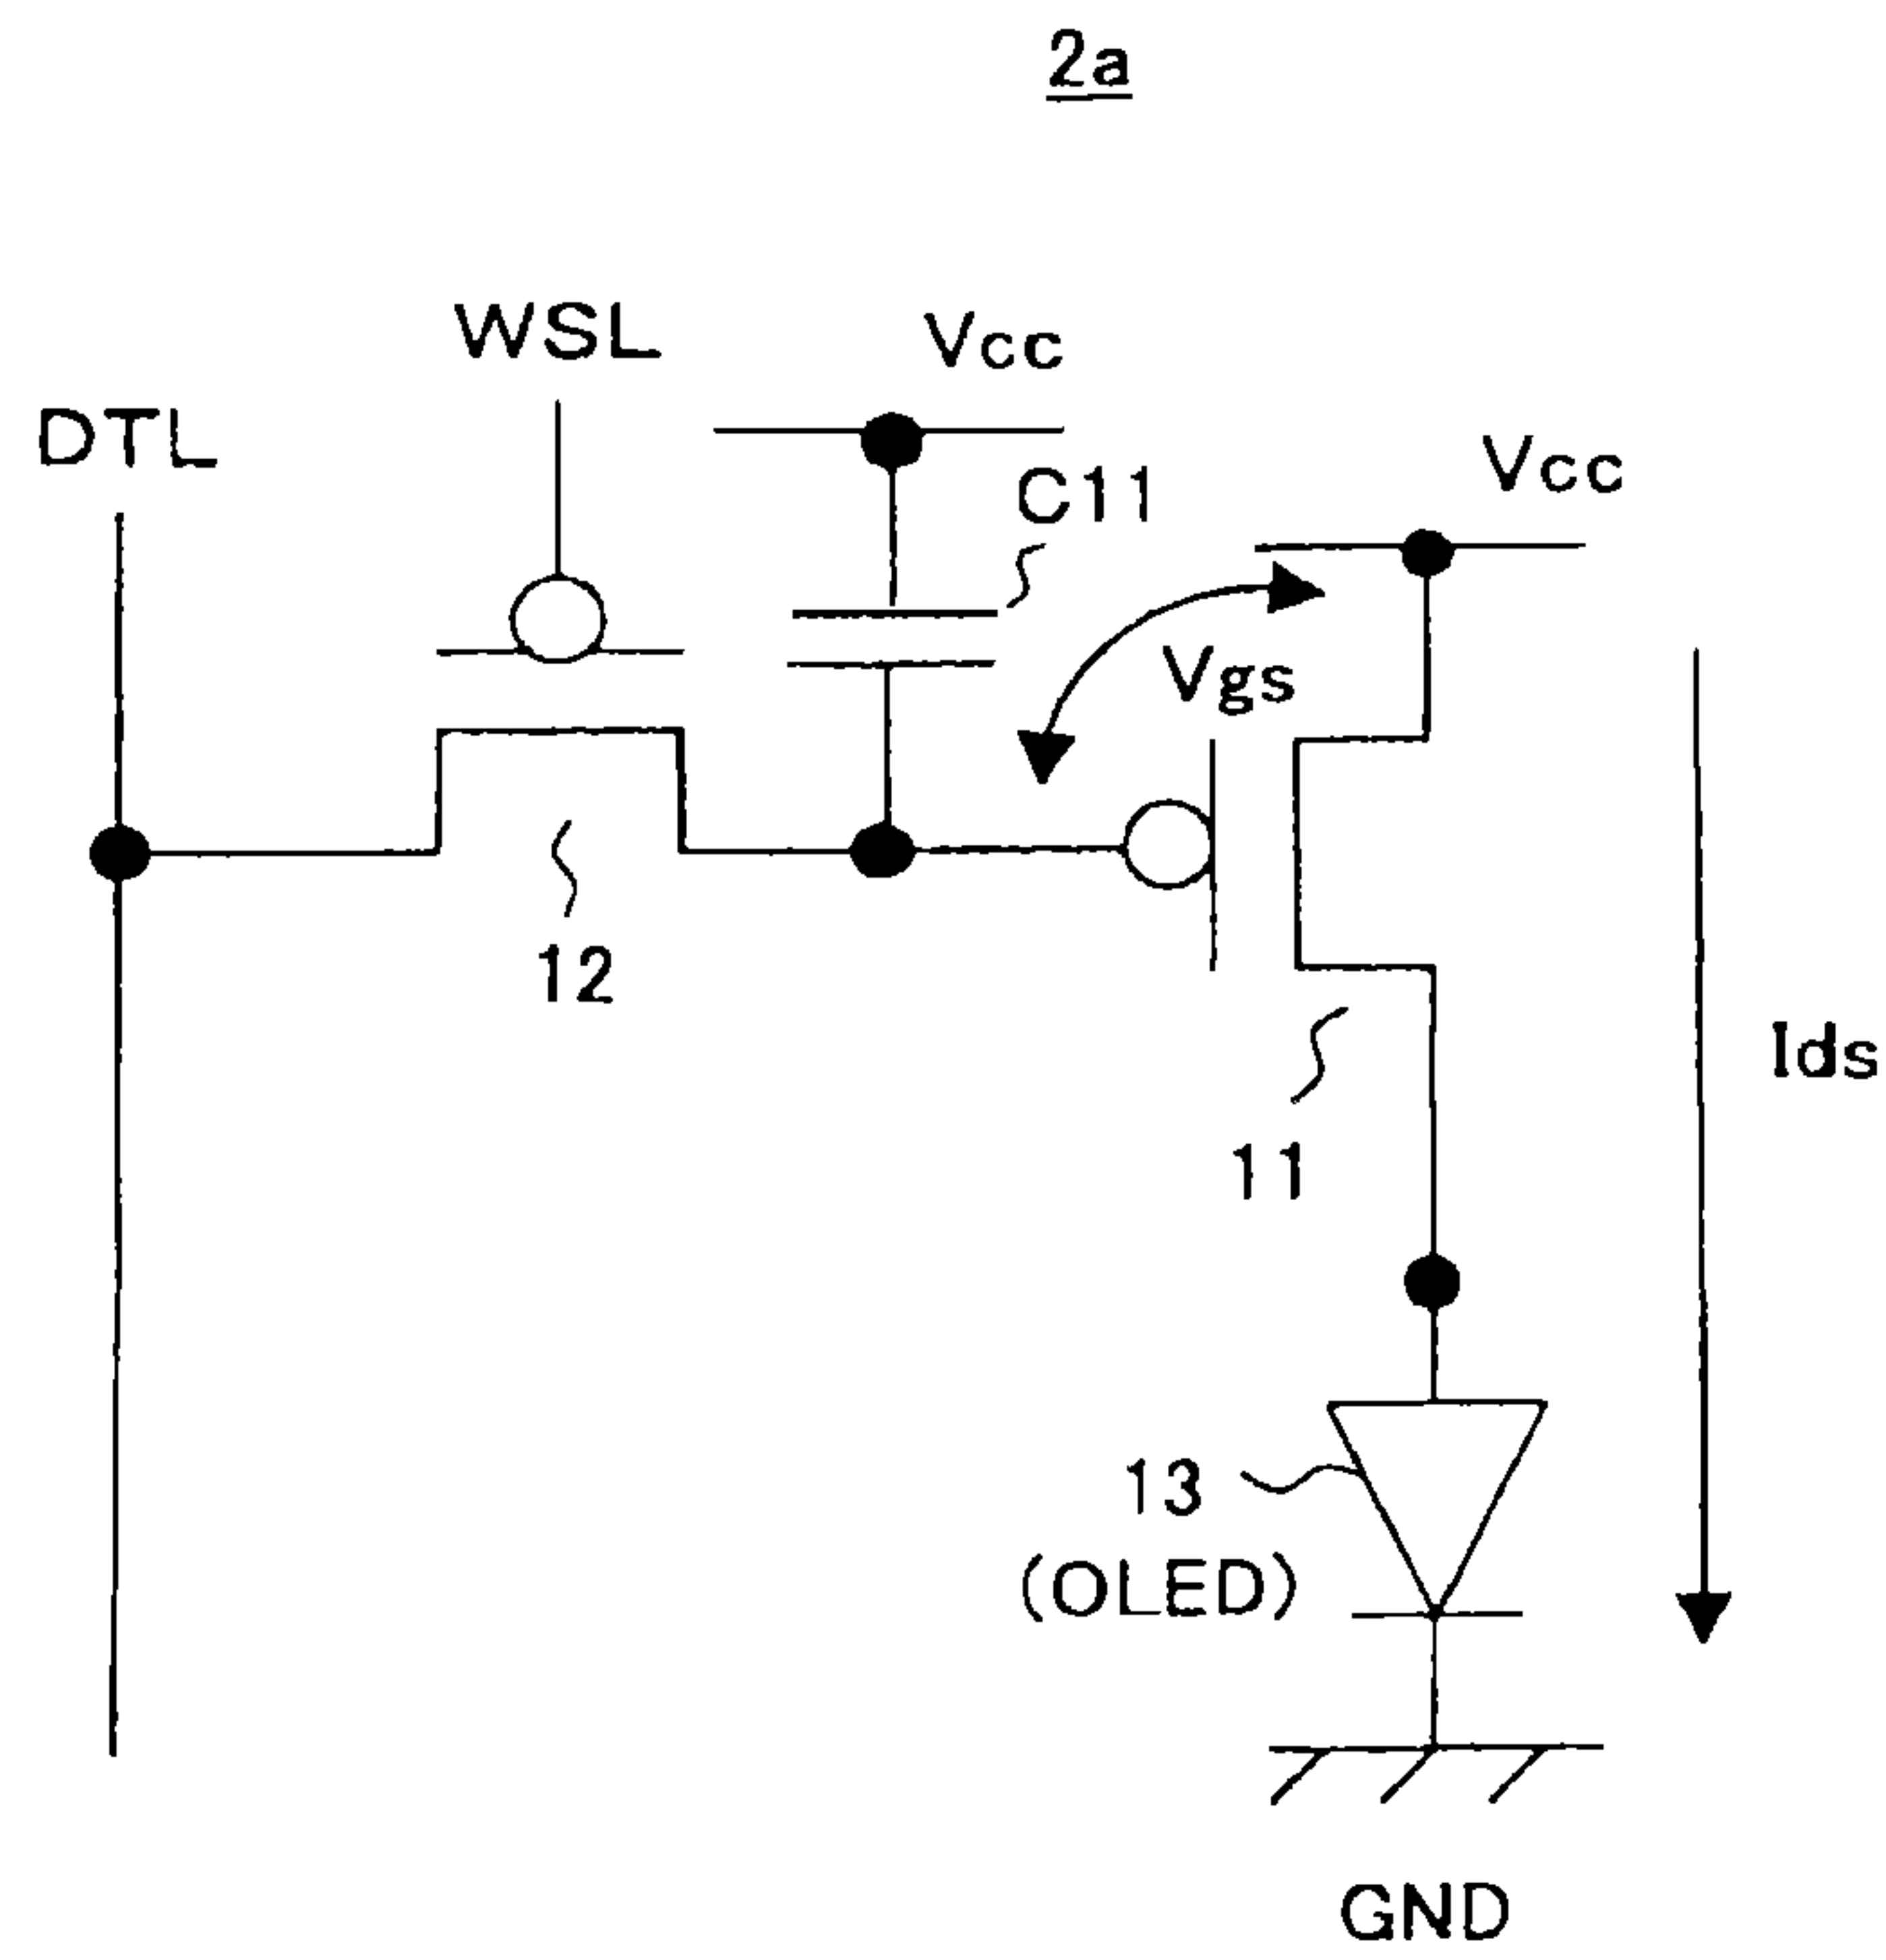 2a
WSL
Vcc
DTL
C11
Vcc
Vgs
12
Ids
11
13
(OLED)
GND